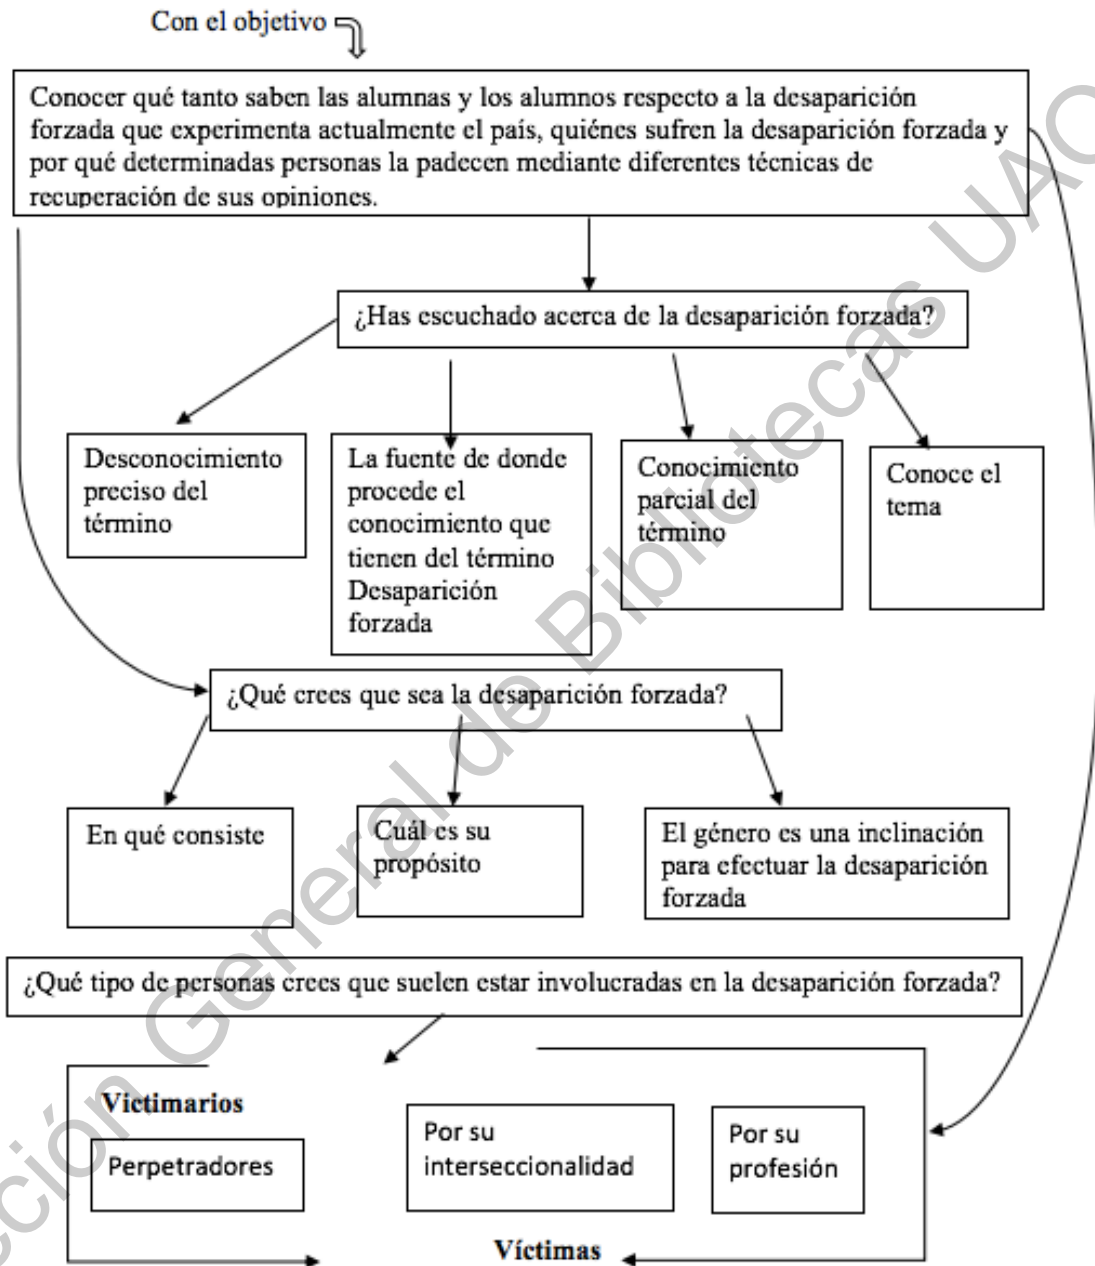 Con el objetivo
Conocer qué tanto saben las alumnas y los alumnos respecto a la desaparición
forzada que experimenta actualmente el país, quiénes sufren la desaparición forzada y
por qué determinadas personas la padecen mediante diferentes técnicas de
recuperación de sus opiniones.
¿Has escuchado acerca de la desaparición forzada?
Desconocimiento
preciso del
término
La fuente de donde
procede el
conocimiento que
tienen del término
Desaparición
forzada
Conocimiento
parcial del
término
Conoce el
tema
¿Qué crees que sea la desaparición forzada?
En qué consiste
Cuál es su
propósito
El género es una inclinación
para efectuar la desaparición
forzada
¿Qué tipo de personas crees que suelen estar involucradas en la desaparición forzada?
Victimarios
Perpetradores
Por su
interseccionalidad
Por su
profesión
Víctimas
General de Bibliotecas